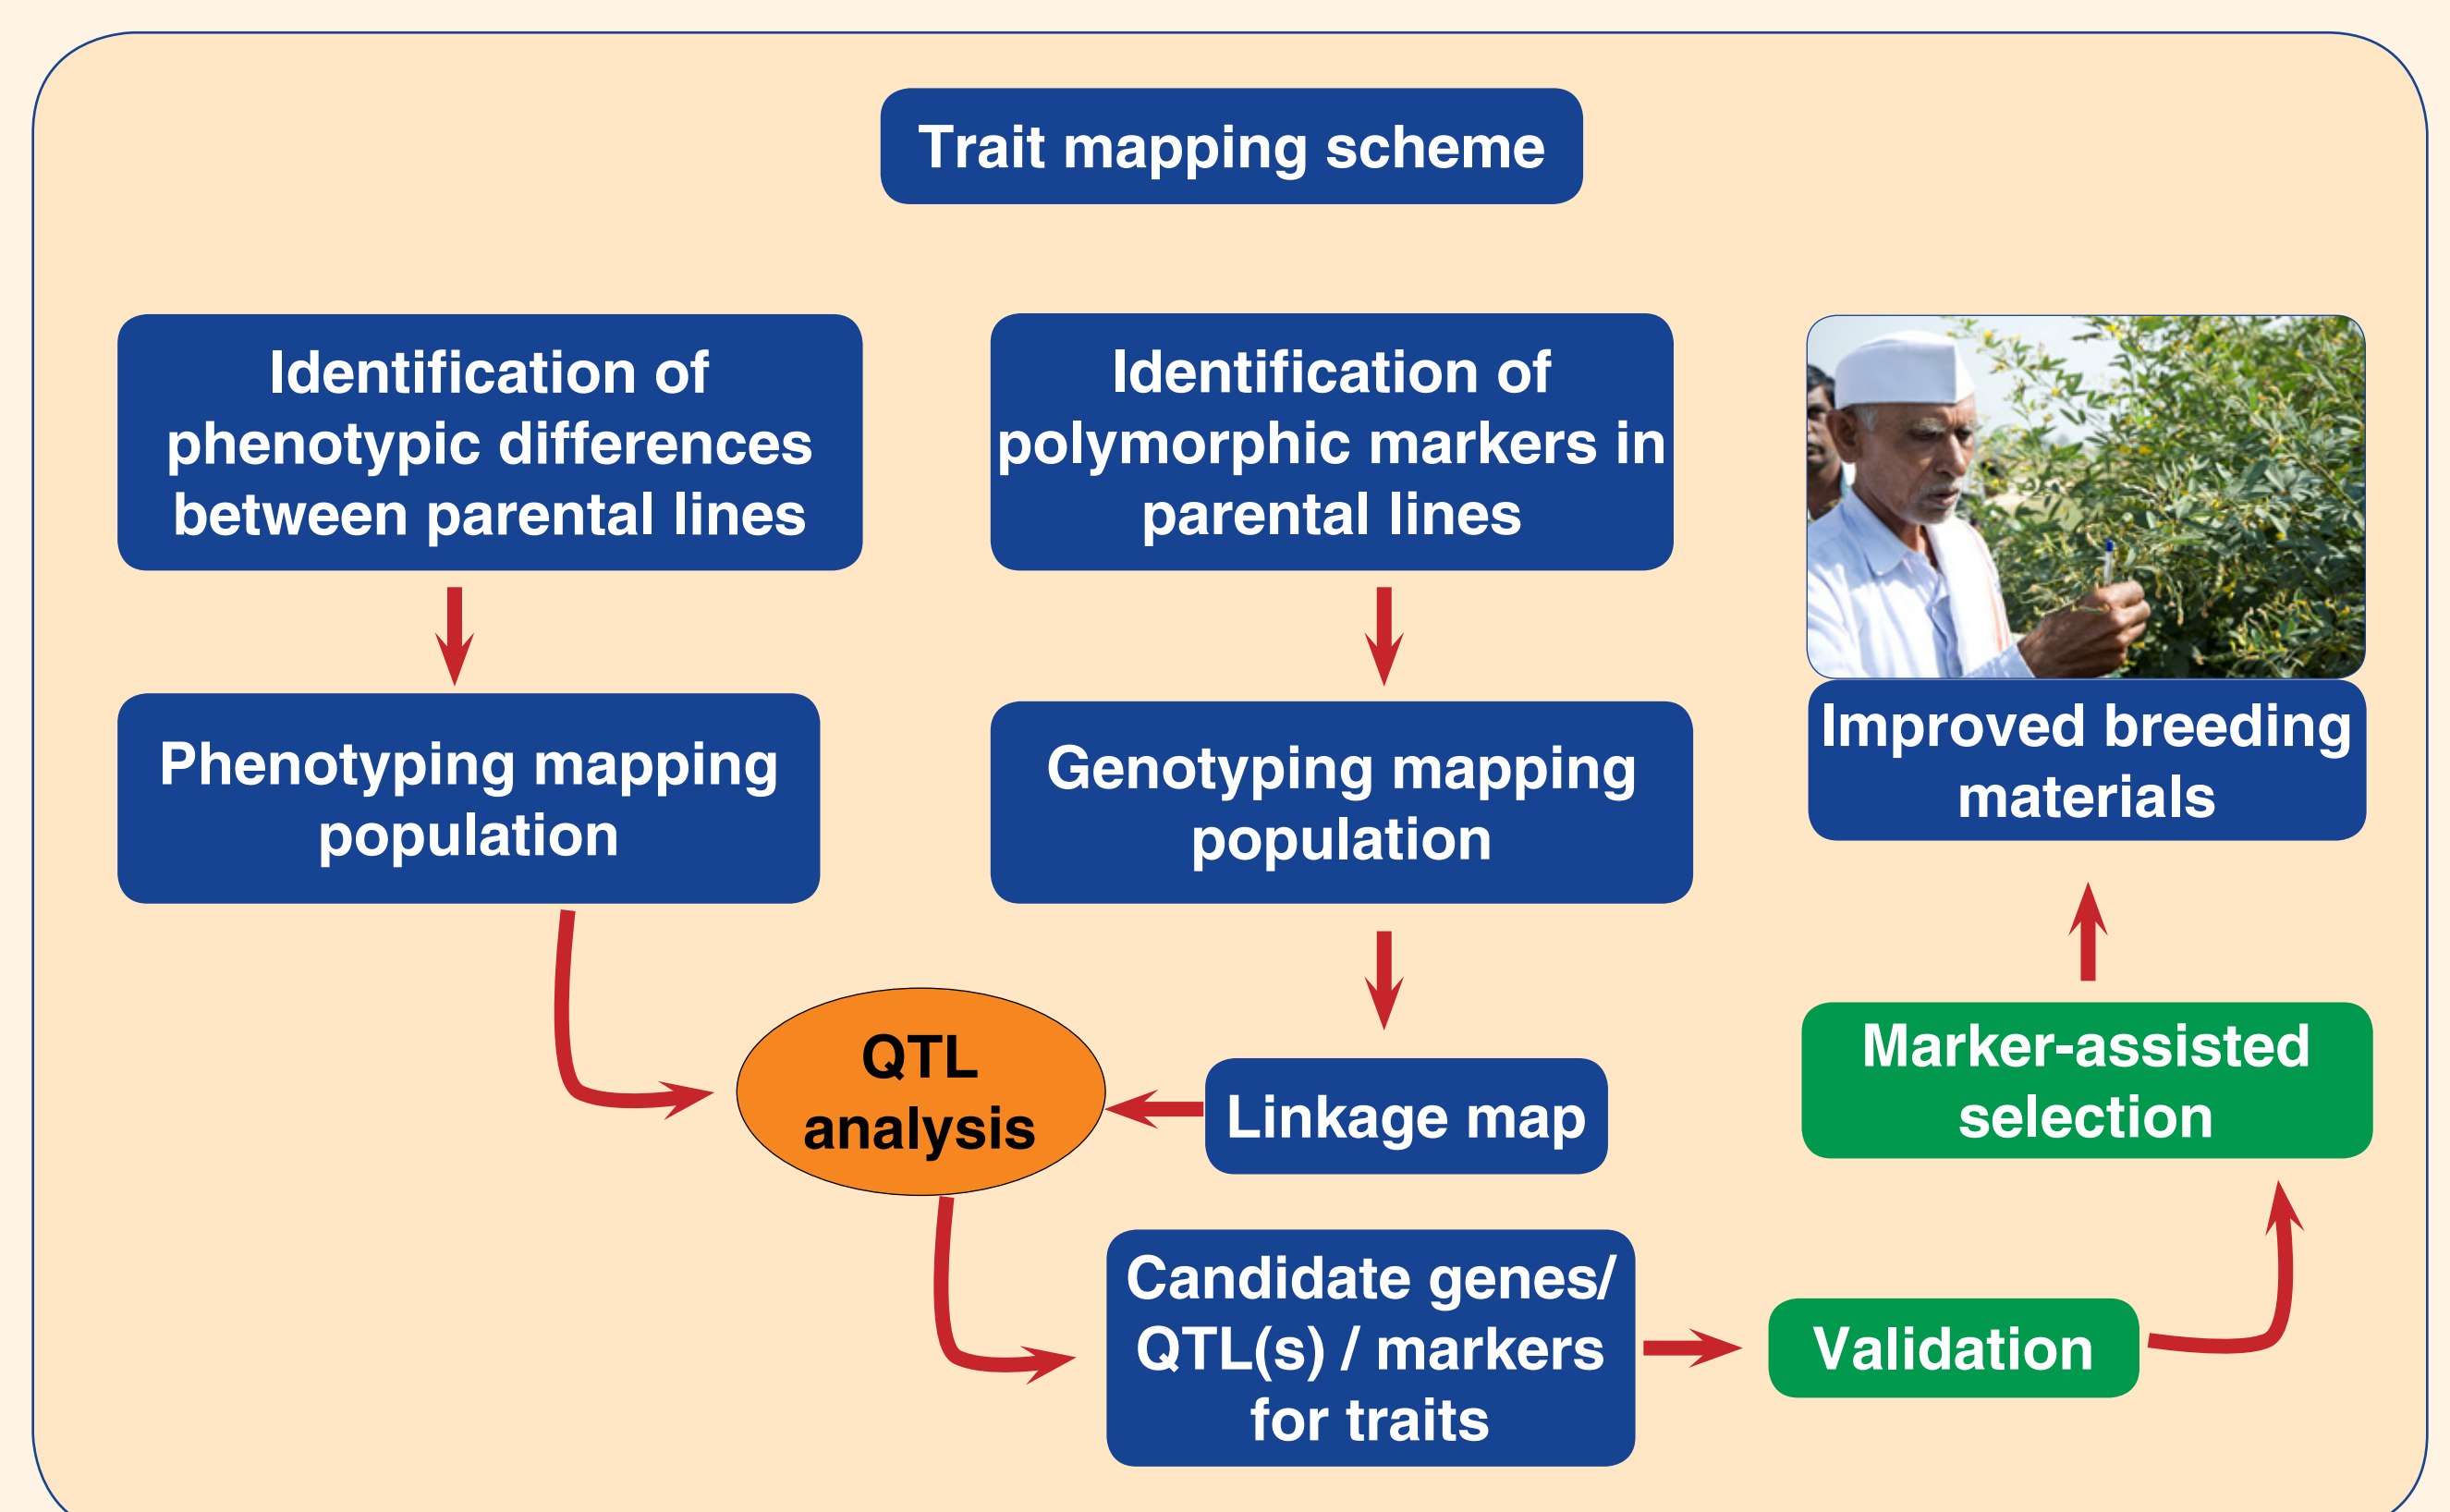 Trait mapping scheme
Identification of
phenotypic differences
between parental lines
Identification of
polymorphic markers in
parental lines
Phenotyping mapping
population
Genotyping mapping
population
Improved breeding
materials
QTL
analysis
Linkage map
Marker-assisted
selection
Candidate genes/
QTL(s) / markers
for traits
Validation